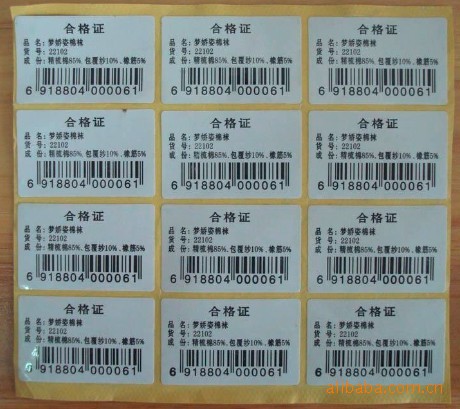 合格证
品 名: 梦娇姿棉袜
货 号: 22102
成 份: 精梳棉85%, 包覆纱10%, 橡筋5%
6 918804 000061
合格证
品 名: 梦娇姿棉袜
货 号: 22102
成 份: 精梳棉85%, 包覆纱10%, 橡筋5%
6 918804 000061
合格证
品 名: 梦娇姿棉袜
货 号: 22102
成 份: 精梳棉85%, 包覆纱10%, 橡筋5%
6 918804 000061
合格证
品 名: 梦娇姿棉袜
货 号: 22102
成 份: 精梳棉85%, 包覆纱10%, 橡筋5%
6 918804 000061
合格证
品 名: 梦娇姿棉袜
货 号: 22102
成 份: 精梳棉85%, 包覆纱10%, 橡筋5%
6 918804 000061
合格证
品 名: 梦娇姿棉袜
货 号: 22102
成 份: 精梳棉85%, 包覆纱10%, 橡筋5%
6 918804 000061
合格证
品 名: 梦娇姿棉袜
货 号: 22102
成 份: 精梳棉85%, 包覆纱10%, 橡筋5%
6 918804 000061
合格证
品 名: 梦娇姿棉袜
货 号: 22102
成 份: 精梳棉85%, 包覆纱10%, 橡筋5%
6 918804 000061
合格证
品 名: 梦娇姿棉袜
货 号: 22102
成 份: 精梳棉85%, 包覆纱10%, 橡筋5%
6 918804 000061
合格证
品 名: 梦娇姿棉袜
货 号: 22102
成 份: 精梳棉85%, 包覆纱10%, 橡筋5%
6 918804 000061
合格证
品 名: 梦娇姿棉袜
货 号: 22102
成 份: 精梳棉85%, 包覆纱10%, 橡筋5%
6 918804 000061
合格证
品 名: 梦娇姿棉袜
货 号: 22102
成 份: 精梳棉85%, 包覆纱10%, 橡筋5%
6 918804 000061
alibaba.com.cn